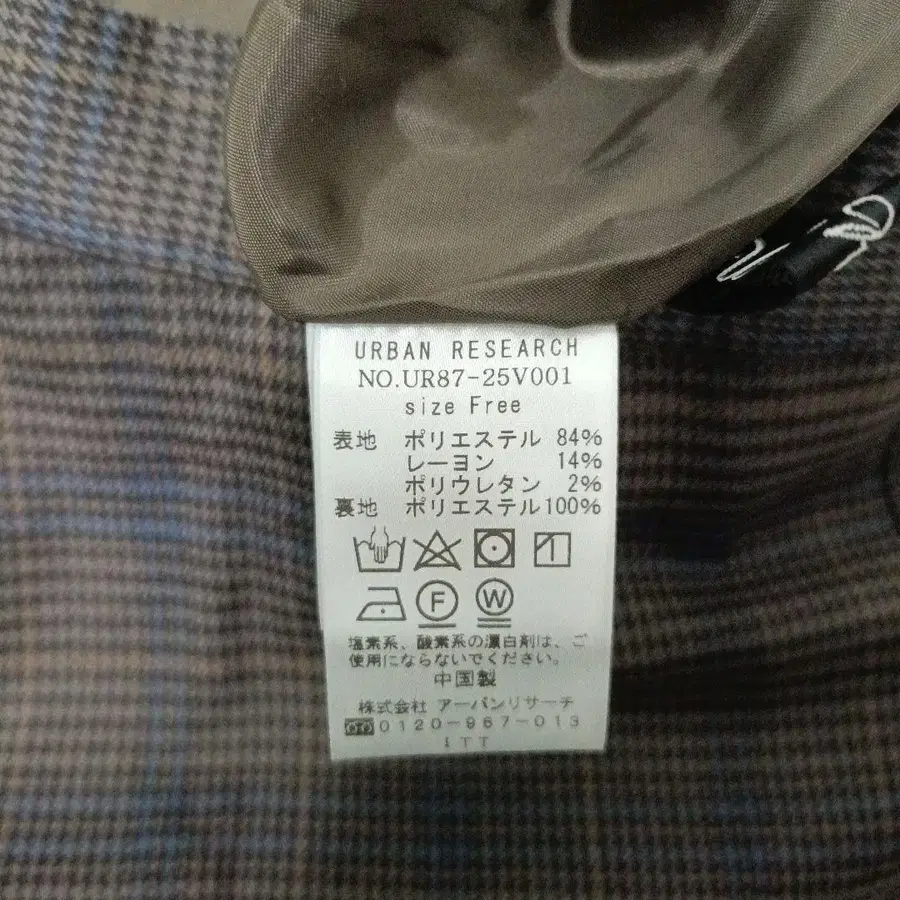 URBAN RESEARCH
NO.UR87-25V001
size Free
表地 ポリエステル 84%
レーヨン 14%
ポリウレタン 2%
裏地 ポリエステル100%
F W
塩素系、酸素系の漂白剤は、ご
使用にならないでください。
中国製
株式会社 アーバンリサーチ
0120-967-013
ITT